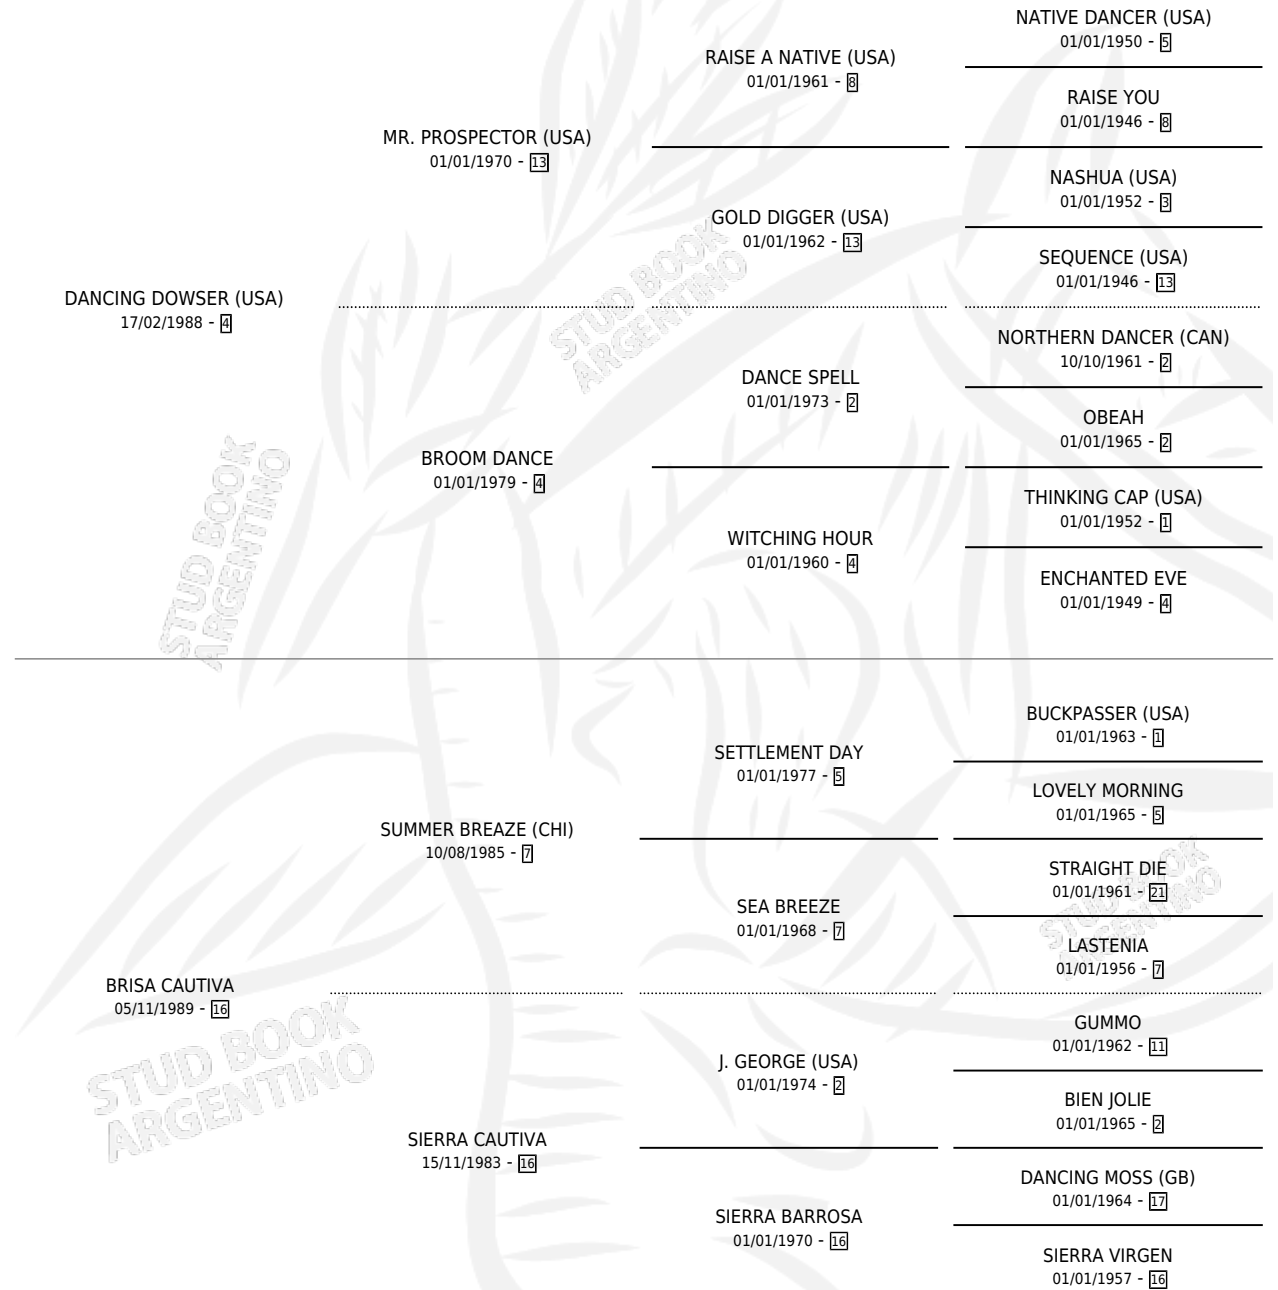 NATIVE DANCER (USA)
01/01/1950 - 5
RAISE A NATIVE (USA)
01/01/1961 - 8
RAISE YOU
01/01/1946 - 8
MR. PROSPECTOR (USA)
01/01/1970 - 13
NASHUA (USA)
01/01/1952 - 3
GOLD DIGGER (USA)
01/01/1962 - 13
SEQUENCE (USA)
01/01/1946 - 13
DANCING DOWSER (USA)
17/02/1988 - 4
NORTHERN DANCER (CAN)
10/10/1961 - 2
DANCE SPELL
01/01/1973 - 2
OBEAH
01/01/1965 - 2
BROOM DANCE
01/01/1979 - 4
THINKING CAP (USA)
01/01/1952 - 1
WITCHING HOUR
01/01/1960 - 4
ENCHANTED EVE
01/01/1949 - 4
BUCKPASSER (USA)
01/01/1963 - 1
SETTLEMENT DAY
01/01/1977 - 5
LOVELY MORNING
01/01/1965 - 5
SUMMER BREAZE (CHI)
10/08/1985 - 7
STRAIGHT DIE
01/01/1961 - 21
SEA BREEZE
01/01/1968 - 7
LASTENIA
01/01/1956 - 7
BRISA CAUTIVA
05/11/1989 - 16
GUMMO
01/01/1962 - 11
J. GEORGE (USA)
01/01/1974 - 2
BIEN JOLIE
01/01/1965 - 2
SIERRA CAUTIVA
15/11/1983 - 16
DANCING MOSS (GB)
01/01/1964 - 17
SIERRA BARROSA
01/01/1970 - 16
SIERRA VIRGEN
01/01/1957 - 16
STUD BOOK
ARGENTINO
STUD BOOK
ARGENTINO
STUD BOOK
ARGENTINO
STUD BOOK
ARGENTINO